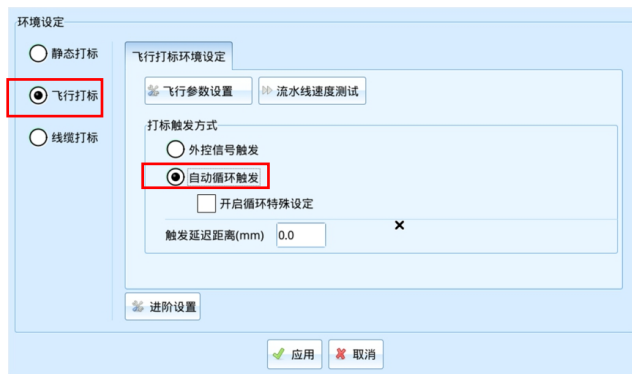 环境设定
静态打标
飞行打标
线缆打标
飞行打标环境设定
飞行参数设置 流水线速度测试
打标触发方式
外控信号触发
自动循环触发
开启循环特殊设定
触发延迟距离(mm) 0.0
进阶设置
应用 取消